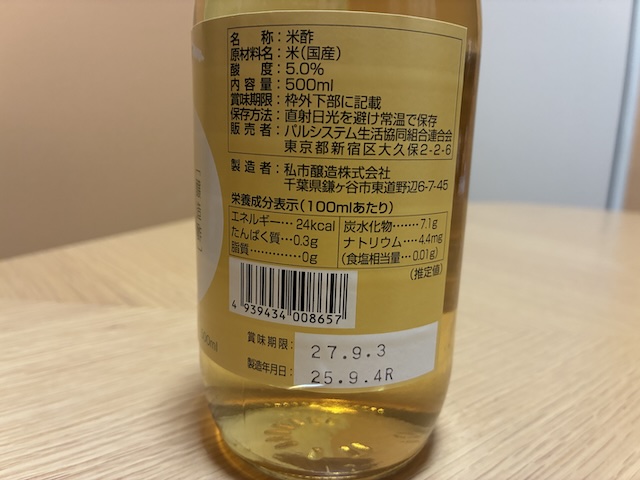 名称：米酢
原材料名：米（国産）
酸度：5.0%
内容量：500ml
賞味期限：枠外下部に記載
保存方法：直射日光を避け常温で保存
販売者：パルシステム生活協同組合連合会
東京都新宿区大久保2-2-6
製造者：私市醸造株式会社
千葉県鎌ヶ谷市東道野辺6-7-45
栄養成分表示（100mlあたり）
エネルギー…24kcal 炭水化物……7.1g
たんぱく質…0.3g ナトリウム……4.4mg
脂質…………0g （食塩相当量…0.01g）
（推定値）
4 939434 008657
賞味期限： 27.9.3
製造年月日： 25.9.4R